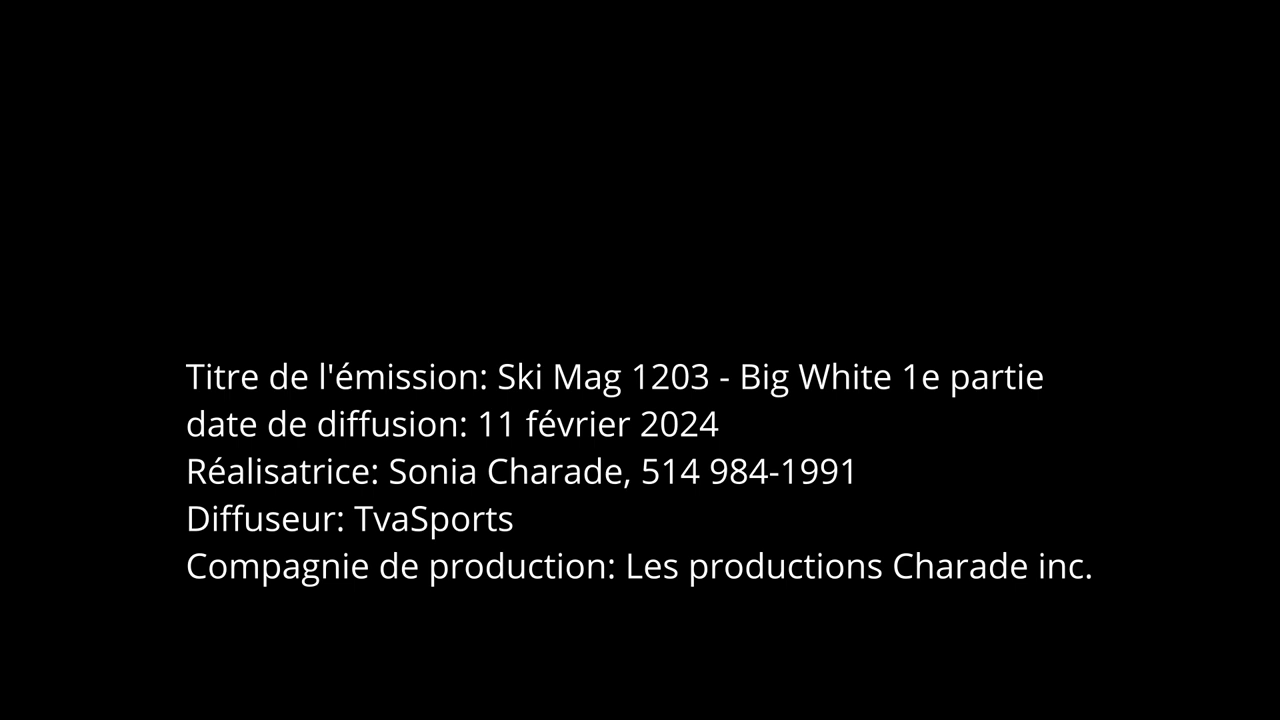 Titre de l'émission: Ski Mag 1203 - Big White 1e partie
date de diffusion: 11 février 2024
Réalisatrice: Sonia Charade, 514 984-1991
Diffuseur: TvaSports
Compagnie de production: Les productions Charade inc.